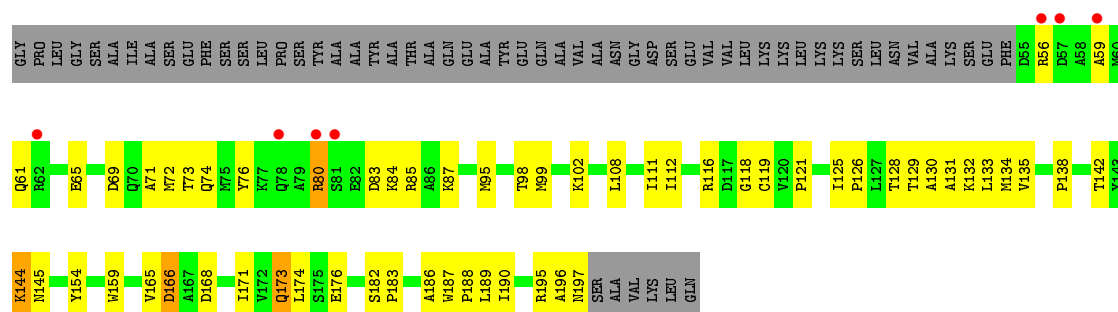 GLY PRO LEU GLY SER ALA ILE ALA SER GLU PHE SER SER LEU PRO SER TYR ALA ALA TYR ALA THR ALA GLN GLU ALA TYR GLU GLN ALA VAL ALA ASN GLY ASP SER GLU VAL VAL LEU LYS LYS LEU LYS LYS SER LEU ASN VAL ALA LYS SER GLU PHE D55 R56 D57 A58 A59 M60
Q61 R62 E65 D69 Q70 A71 M72 T73 Q74 M75 Y76 K77 Q78 A79 R80 S81 E82 D83 K84 R85 A86 K87 M95 T98 M99 K102 L108 I111 I112 R116 D117 G118 C119 V120 P121 I125 P126 L127 T128 T129 A130 A131 K132 L133 M134 V135 P138 T142 Y143
K144 N145 Y154 W159 V165 D166 A167 D168 I171 V172 Q173 L174 S175 E176 S182 P183 A186 W187 P188 L189 I190 R195 A196 N197 SER ALA VAL LYS LEU GLN